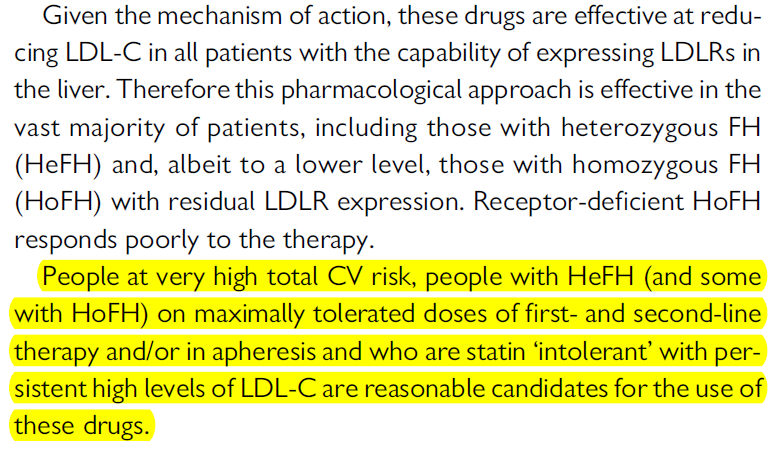 Given the mechanism of action, these drugs are effective at redu-
cing LDL-C in all patients with the capability of expressing LDLRs in
the liver. Therefore this pharmacological approach is effective in the
vast majority of patients, including those with heterozygous FH
(HeFH) and, albeit to a lower level, those with homozygous FH
(HoFH) with residual LDLR expression. Receptor-deficient HoFH
responds poorly to the therapy.
People at very high total CV risk, people with HeFH (and some
with HoFH) on maximally tolerated doses of first- and second-line
therapy and/or in apheresis and who are statin ‘intolerant’ with per-
sistent high levels of LDL-C are reasonable candidates for the use of
these drugs.